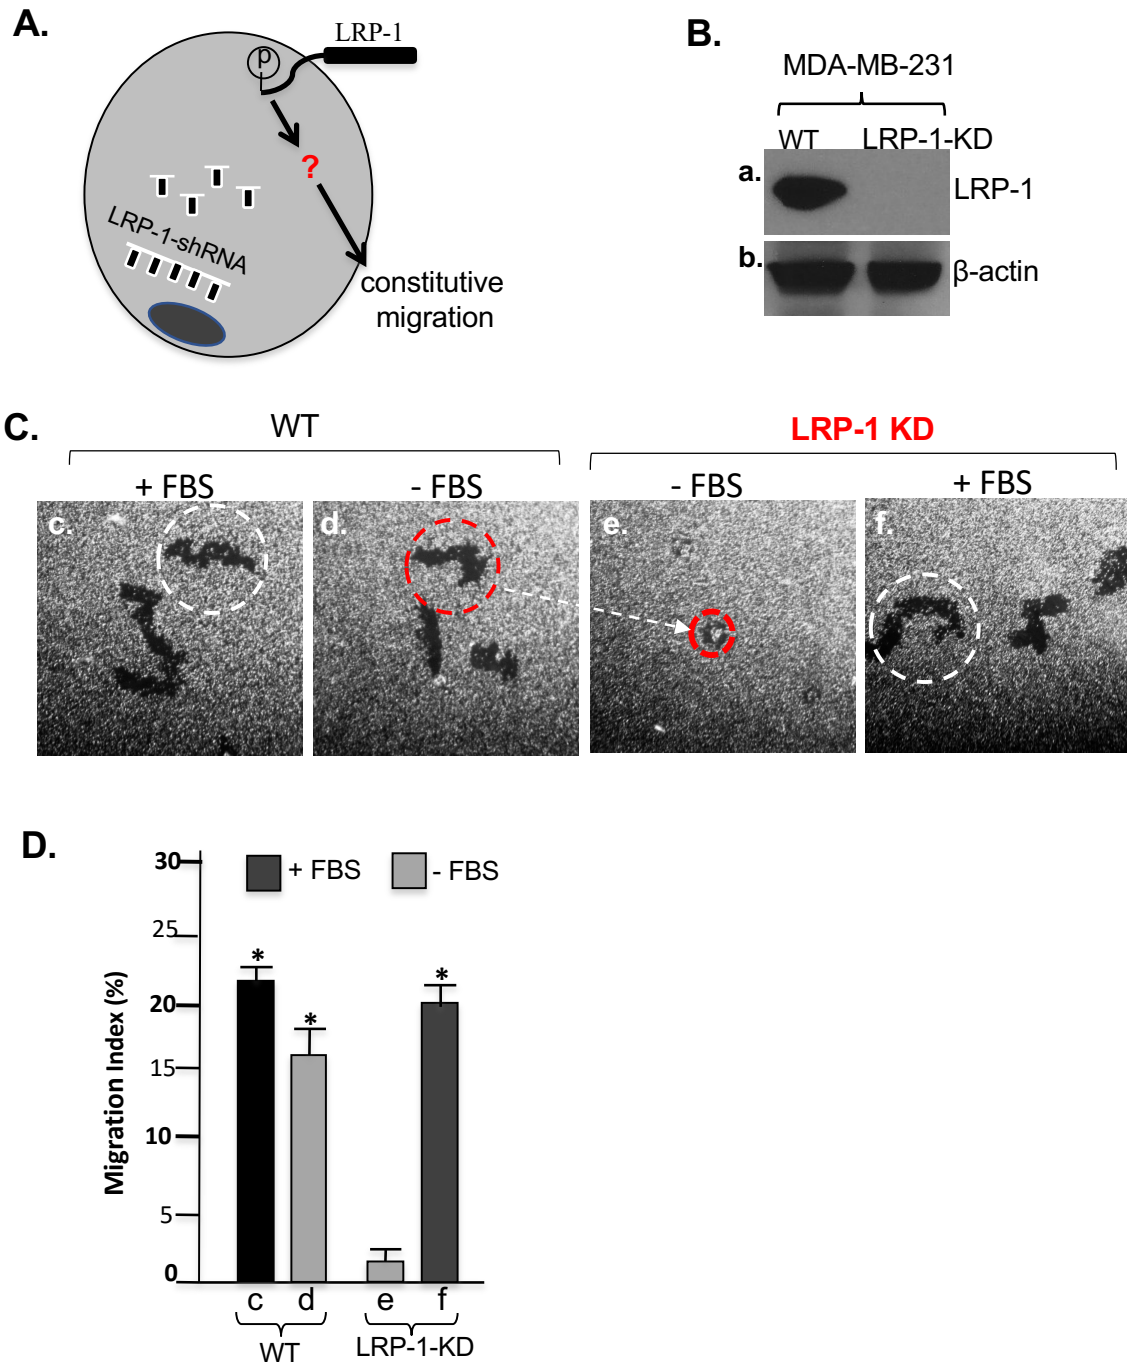 A.
LRP-1
p
?
LRP-1-shRNA
constitutive
migration
B.
MDA-MB-231
WT LRP-1-KD
a.
LRP-1
b.
β-actin
C.
WT
LRP-1 KD
+ FBS
- FBS
- FBS
+ FBS
c.
d.
e.
f.
D.
+ FBS
- FBS
Migration Index (%)
30
25
20
15
10
5
0
*
*
*
c d e f
WT
LRP-1-KD